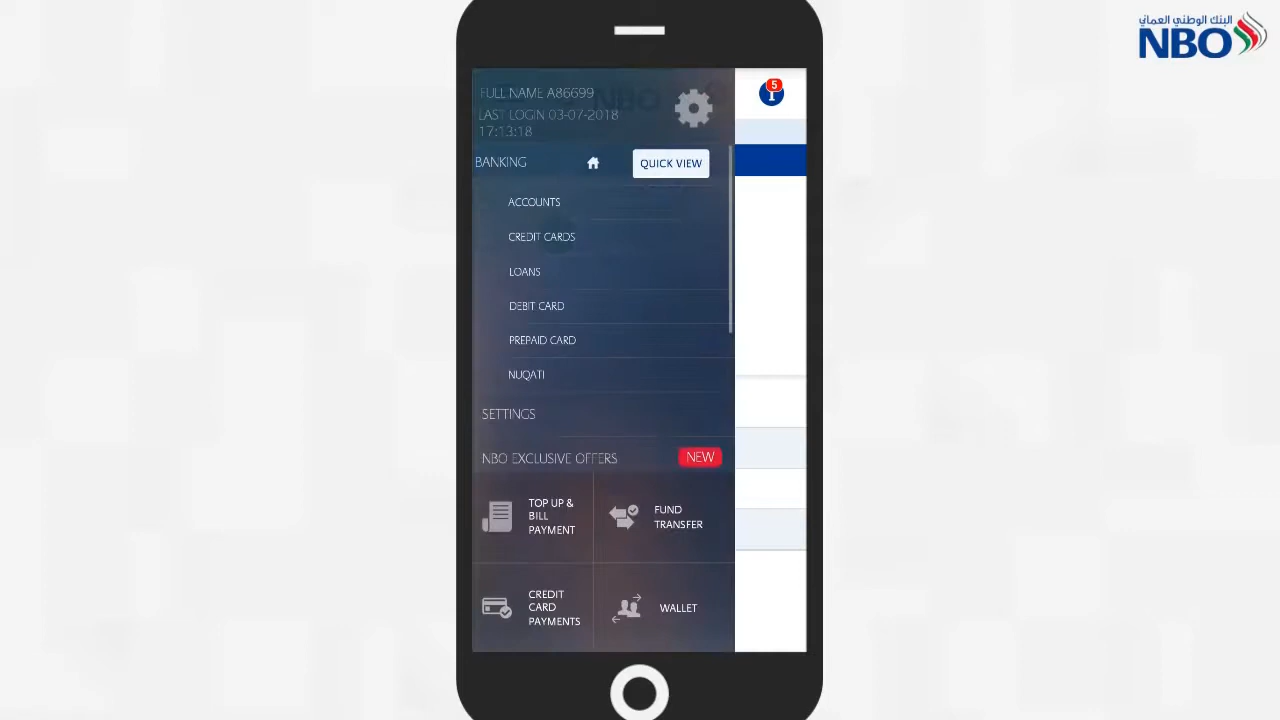 البنك الوطني العماني
NBO
FULL NAME A86699
LAST LOGIN 03-07-2018
17:13:18
5
BANKING
QUICK VIEW
ACCOUNTS
CREDIT CARDS
LOANS
DEBIT CARD
PREPAID CARD
NUQATI
SETTINGS
NBO EXCLUSIVE OFFERS
NEW
TOP UP &
BILL
PAYMENT
FUND
TRANSFER
CREDIT
CARD
PAYMENTS
WALLET